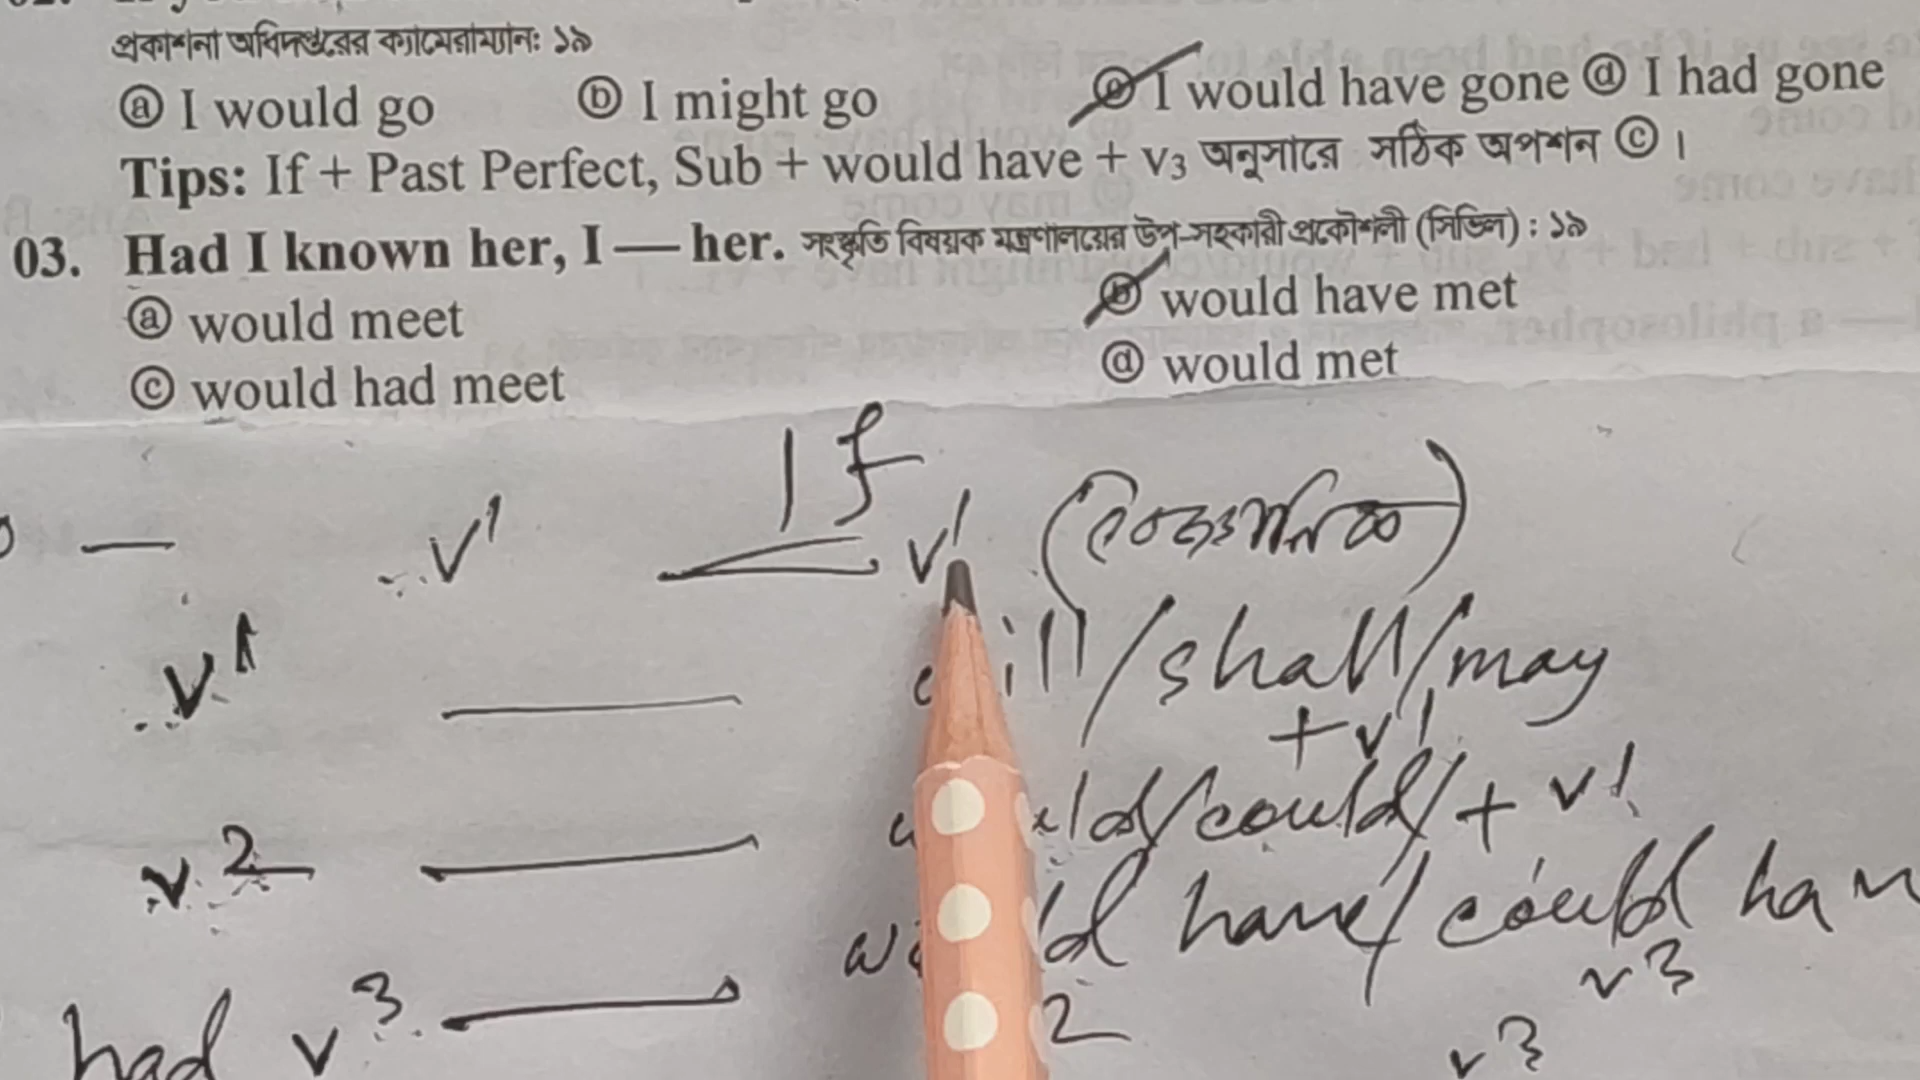 প্রকাশনা অধিদপ্তরের ক্যামেরাম্যান: ১৯
ⓐ I would go ⓑ I might go ⓒ I would have gone ⓓ I had gone
Tips: If + Past Perfect, Sub + would have + v3 অনুসারে সঠিক অপশন ⓒ ।
03. Had I known her, I — her. সংস্কৃতি বিষয়ক মন্ত্রণালয়ের উপ-সহকারী প্রকৌশলী (সিভিল) : ১৯
ⓐ would meet ⓑ would have met
ⓒ would had meet ⓓ would met
If
— v1 v1
v1 — will/shall/may
+v1
v2 — would/could/ + v1
would have/ could
had v3 — v3
v3